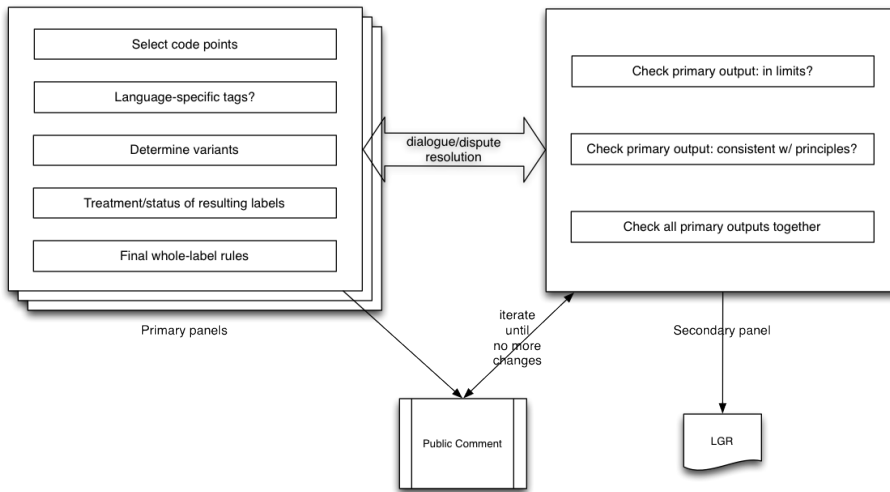 Select code points
Language-specific tags?
Determine variants
Treatment/status of resulting labels
Final whole-label rules
Primary panels
dialogue/dispute
resolution
Check primary output: in limits?
Check primary output: consistent w/ principles?
Check all primary outputs together
Secondary panel
iterate
until
no more
changes
Public Comment
LGR